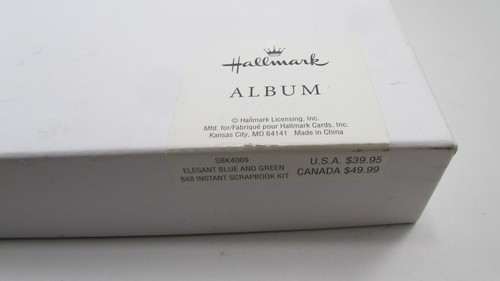 Hallmark
ALBUM
© Hallmark Licensing, Inc.
Mfd. for/Fabriqué pour Hallmark Cards, Inc.
Kansas City, MO 64141 Made in China
SBK4069
ELEGANT BLUE AND GREEN
8X8 INSTANT SCRAPBOOK KIT
U.S.A. $39.95
CANADA $49.99